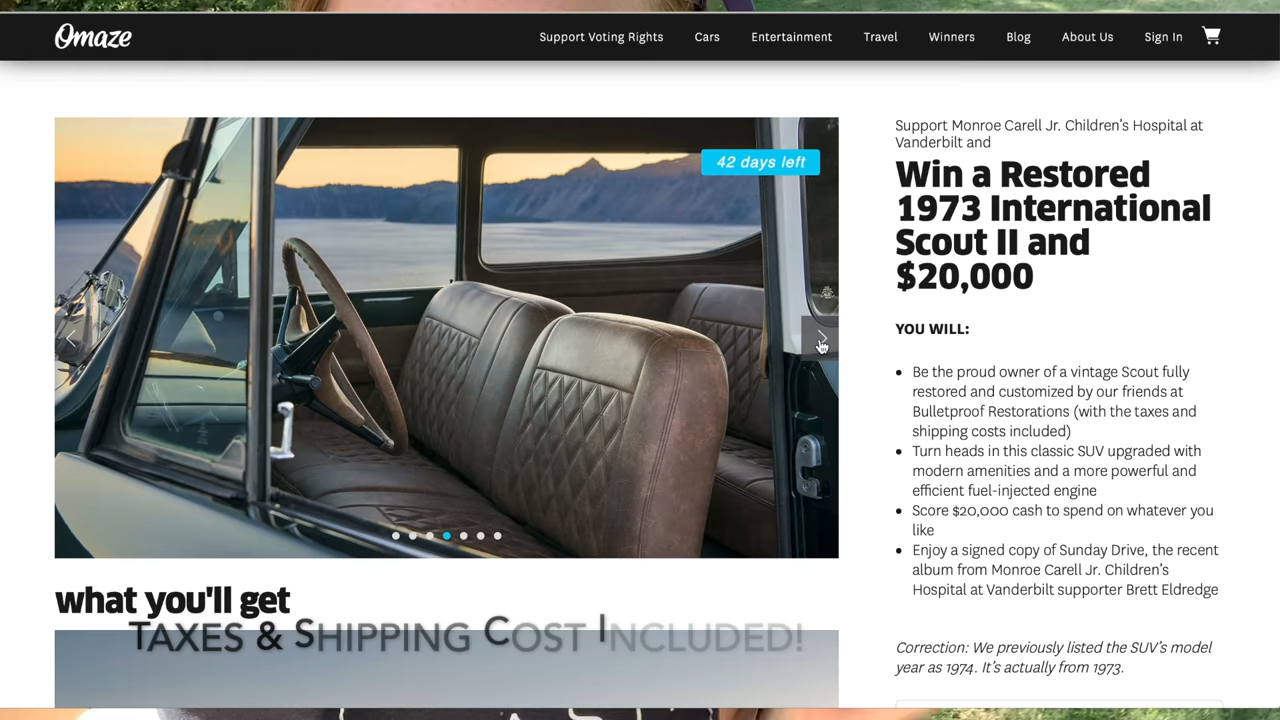 Omaze
Support Voting Rights
Cars
Entertainment
Travel
Winners
Blog
About Us
Sign In
42 days left
Support Monroe Carell Jr. Children's Hospital at
Vanderbilt and
Win a Restored
1973 International
Scout II and
$20,000
YOU WILL:
Be the proud owner of a vintage Scout fully
restored and customized by our friends at
Bulletproof Restorations (with the taxes and
shipping costs included)
Turn heads in this classic SUV upgraded with
modern amenities and a more powerful and
efficient fuel-injected engine
Score $20,000 cash to spend on whatever you
like
Enjoy a signed copy of Sunday Drive, the recent
album from Monroe Carell Jr. Children's
Hospital at Vanderbilt supporter Brett Eldredge
Correction: We previously listed the SUV's model
year as 1974. It's actually from 1973.
what you'll get
TAXES & SHIPPING COST INCLUDED!